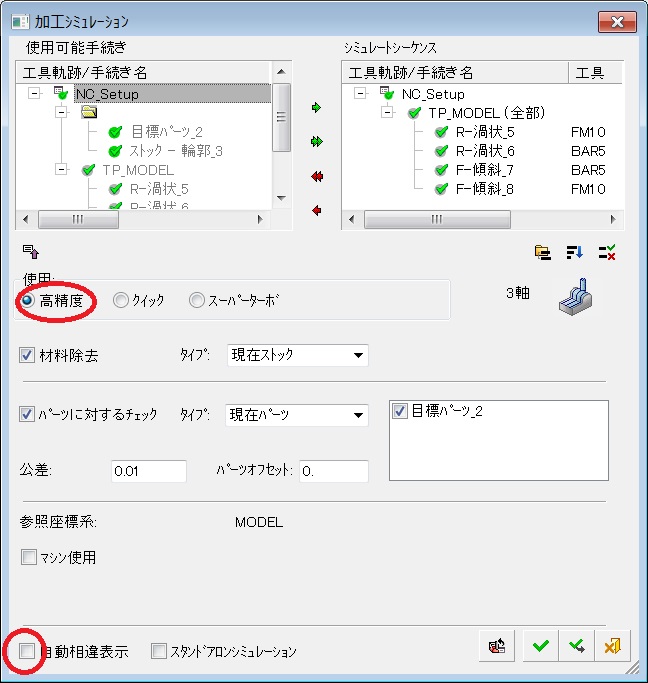 加工ｼﾐｭﾚｰｼｮﾝ
使用可能手続き
ｼﾐｭﾚｰﾄｼｰｹﾝｽ
工具軌跡/手続き名
NC_Setup
目標ﾊﾟｰﾂ_2
ｽﾄｯｸ - 輪郭_3
TP_MODEL
R-渦状_5
R-渦状_6
工具軌跡/手続き名 工具
NC_Setup
TP_MODEL (全部)
R-渦状_5 FM10
R-渦状_6 BAR5
F-傾斜_7 BAR5
F-傾斜_8 FM10
使用:
高精度 ｸｲｯｸ ｽｰﾊﾟｰﾀｰﾎﾞ 3軸
材料除去 ﾀｲﾌﾟ: 現在ｽﾄｯｸ
ﾊﾟｰﾂに対するﾁｪｯｸ ﾀｲﾌﾟ: 現在ﾊﾟｰﾂ 目標ﾊﾟｰﾂ_2
公差: 0.01 ﾊﾟｰﾂｵﾌｾｯﾄ: 0.
参照座標系: MODEL
ﾏｼﾝ使用
自動相違表示 ｽﾀﾝﾄﾞｱﾛﾝｼﾐｭﾚｰｼｮﾝ